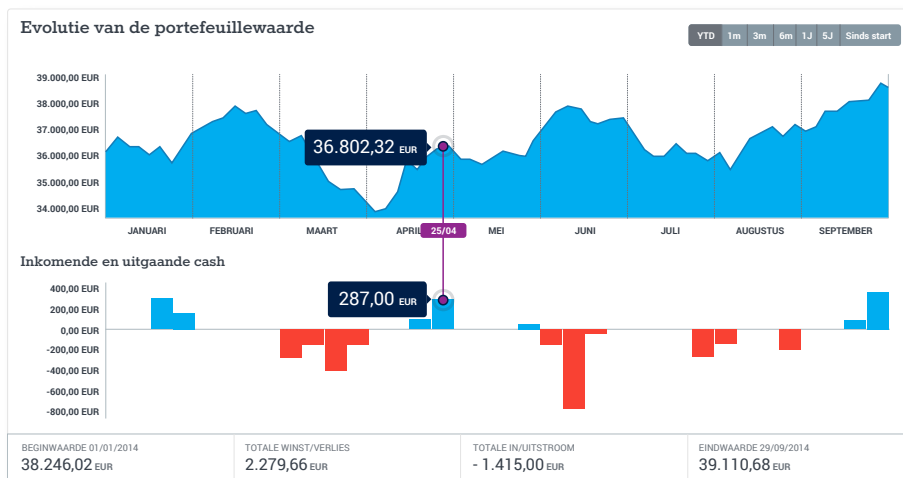 Evolutie van de portefeuillewaarde
YTD 1m 3m 6m 1J 5J Sinds start
39.000,00 EUR
38.000,00 EUR
37.000,00 EUR
36.000,00 EUR
35.000,00 EUR
34.000,00 EUR
36.802,32 EUR
JANUARI FEBRUARI MAART APRIL 25/04 MEI JUNI JULI AUGUSTUS SEPTEMBER
Inkomende en uitgaande cash
400,00 EUR
200,00 EUR
0,00 EUR
-200,00 EUR
-400,00 EUR
-600,00 EUR
-800,00 EUR
287,00 EUR
BEGINWAARDE 01/01/2014 TOTALE WINST/VERLIES TOTALE IN/UITSTROOM EINDWAARDE 29/09/2014
38.246,02 EUR 2.279,66 EUR - 1.415,00 EUR 39.110,68 EUR